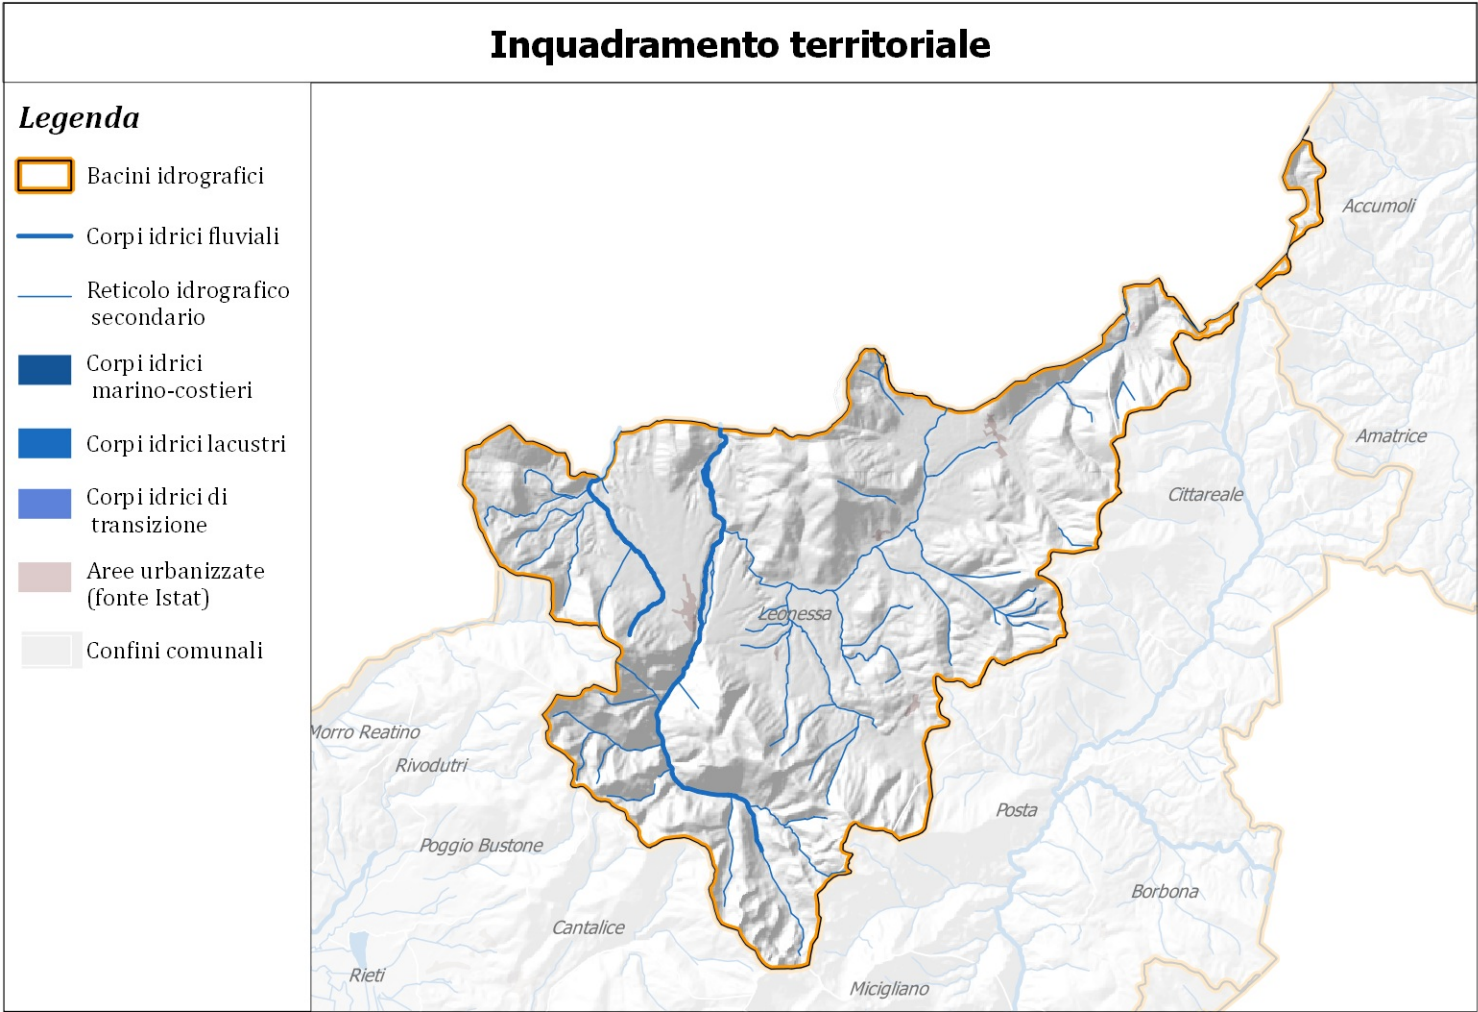 Inquadramento territoriale
Legenda
Bacini idrografici
Corpi idrici fluviali
Reticolo idrografico
secondario
Corpi idrici
marino-costieri
Corpi idrici lacustri
Corpi idrici di
transizione
Aree urbanizzate
(fonte Istat)
Confini comunali
Accumoli
Amatrice
Cittareale
Leonessa
Morro Reatino
Rivodutri
Posta
Poggio Bustone
Borbona
Cantalice
Rieti
Micigliano